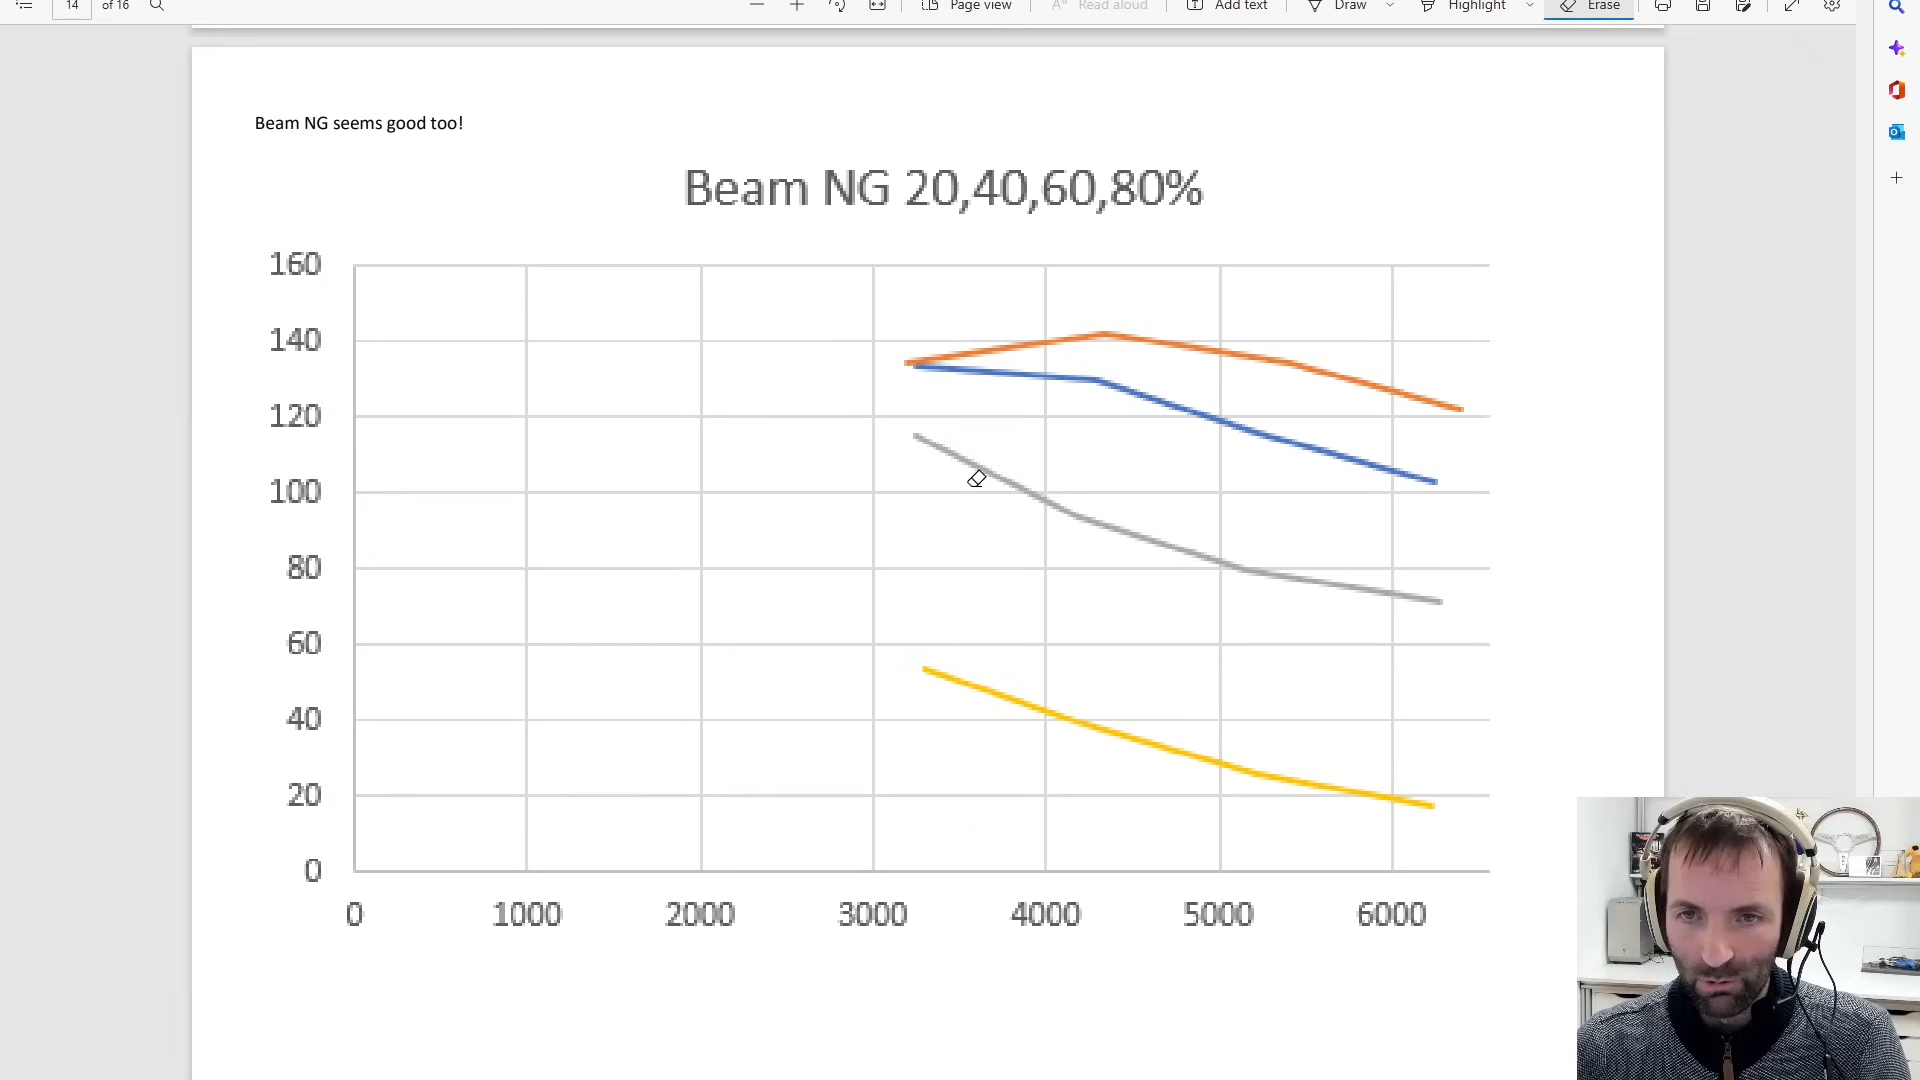 14 of 16 Page view Read aloud Add text Draw Highlight Erase
Beam NG seems good too!
Beam NG 20,40,60,80%
160
140
120
100
80
60
40
20
0
0 1000 2000 3000 4000 5000 6000